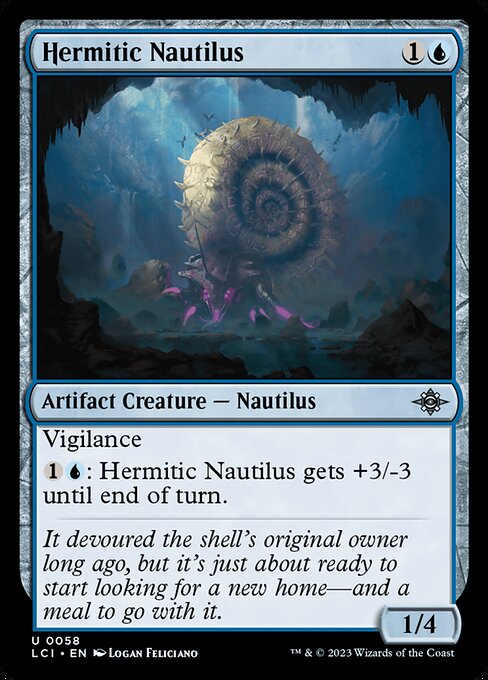 Hermitic Nautilus 1
Artifact Creature — Nautilus
Vigilance
1: Hermitic Nautilus gets +3/-3
until end of turn.
It devoured the shell's original owner
long ago, but it's just about ready to
start looking for a new home—and a
meal to go with it.
1/4
U 0058
LCI • EN Logan Feliciano
™ & © 2023 Wizards of the Coast